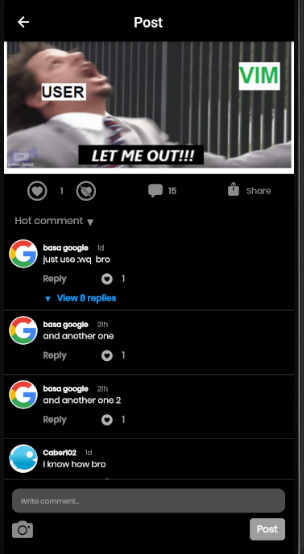 Post
VIM
USER
LET ME OUT!!!
1
15
Share
Hot comment
basa google 1d
just use :wq bro
Reply 1
View 8 replies
basa google 21h
and another one
Reply 1
basa google 21h
and another one 2
Reply 1
Caber102 1d
I know how bro
Write comment..
Post